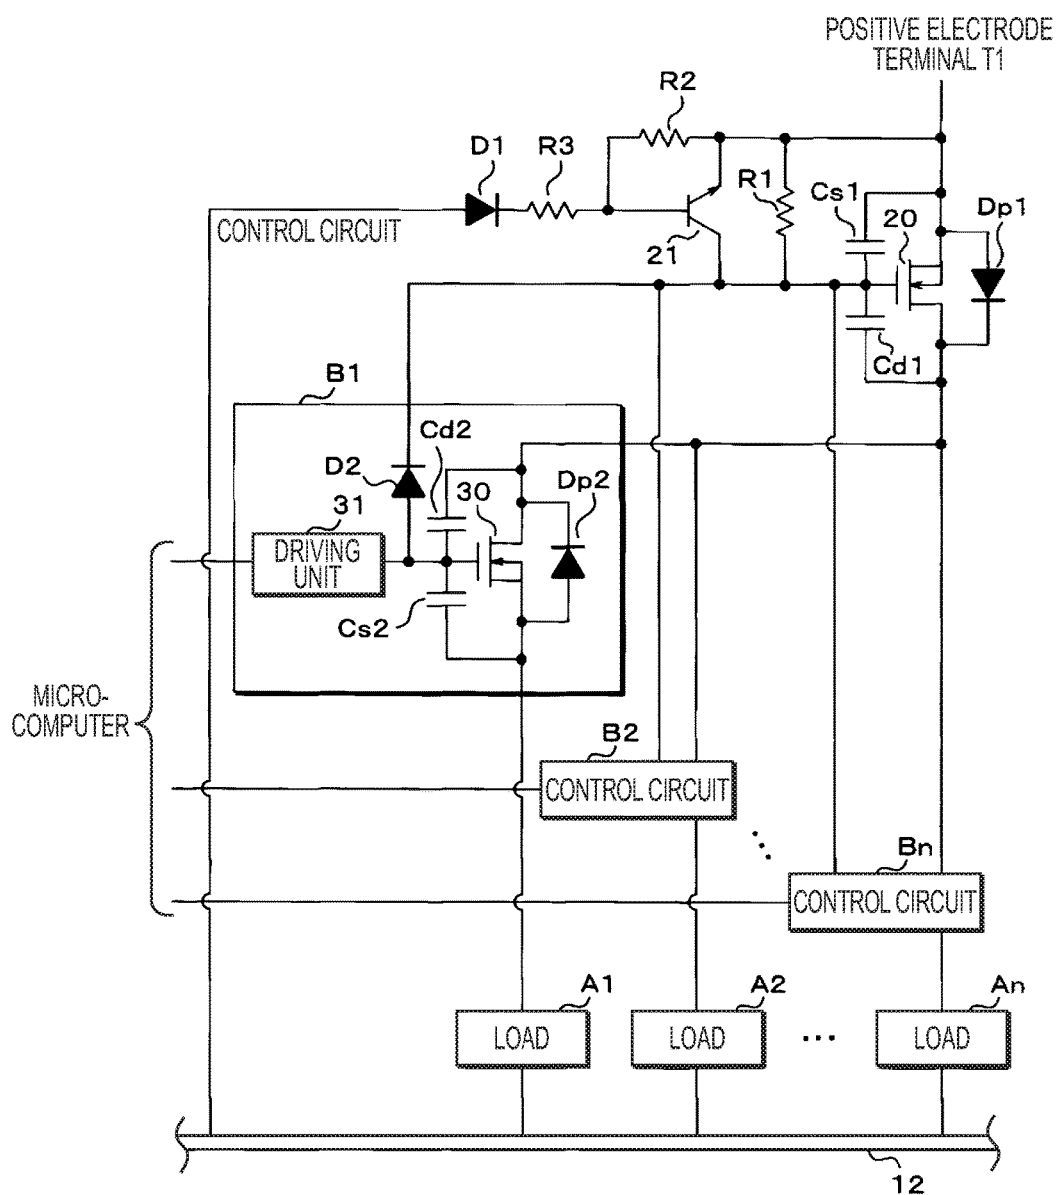 POSITIVE ELECTRODE
TERMINAL T1
R2
D1
R3
R1
Cs1
20
Dp1
CONTROL CIRCUIT
21
Cd1
B1
Cd2
D2
30
Dp2
31
DRIVING
UNIT
Cs2
MICRO-
COMPUTER
B2
CONTROL CIRCUIT
Bn
CONTROL CIRCUIT
A1
A2
An
LOAD
LOAD
...
LOAD
12